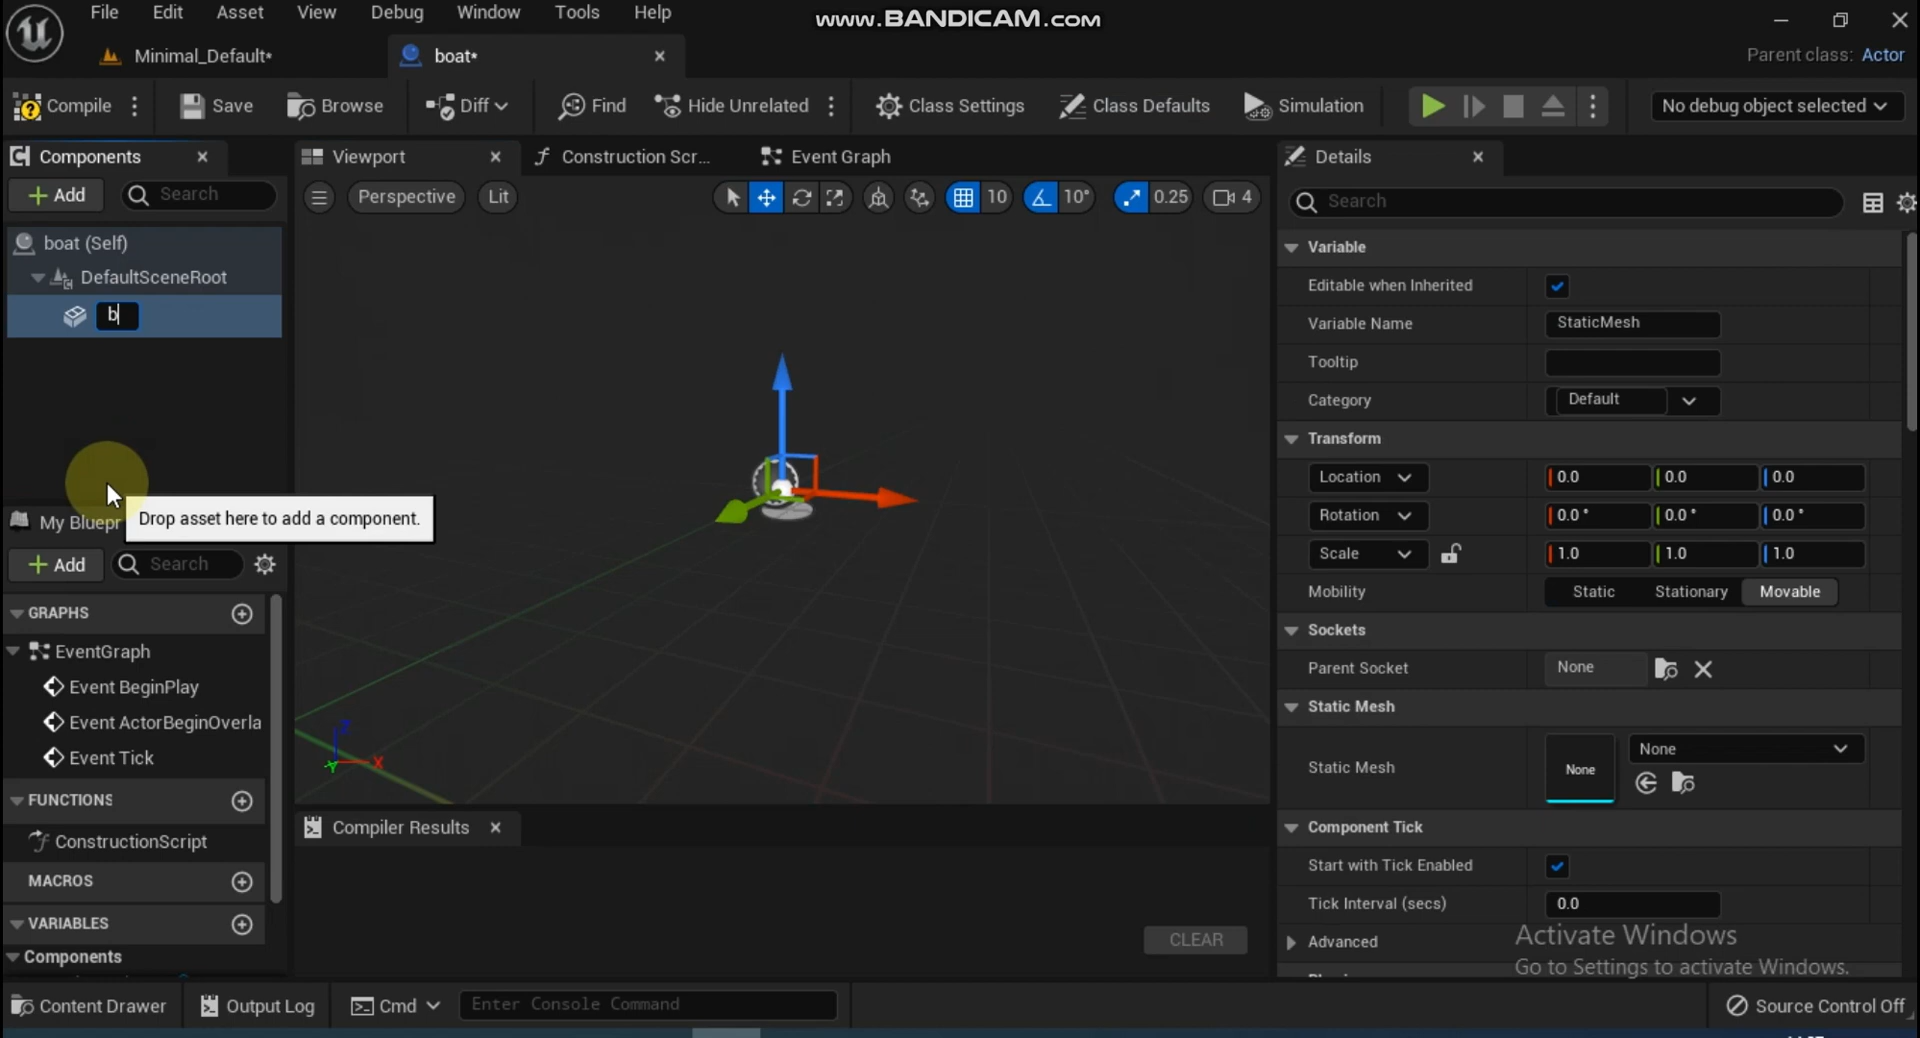 File Edit Asset View Debug Window Tools Help
www.BANDICAM.com
Minimal_Default*
boat*
Parent class: Actor
Compile
Save
Browse
Diff
Find
Hide Unrelated
Class Settings
Class Defaults
Simulation
No debug object selected
Components
Add
Search
boat (Self)
DefaultSceneRoot
b
Drop asset here to add a component.
My Bluepr
Add
Search
GRAPHS
EventGraph
Event BeginPlay
Event ActorBeginOverla
Event Tick
FUNCTIONS
ConstructionScript
MACROS
VARIABLES
Components
Viewport
Construction Scr...
Event Graph
Perspective
Lit
10
10°
0.25
4
Z
X
Y
Compiler Results
CLEAR
Details
Search
Variable
Editable when Inherited
Variable Name StaticMesh
Tooltip
Category Default
Transform
Location 0.0 0.0 0.0
Rotation 0.0 ° 0.0 ° 0.0 °
Scale 1.0 1.0 1.0
Mobility Static Stationary Movable
Sockets
Parent Socket None
Static Mesh
Static Mesh None None
Component Tick
Start with Tick Enabled
Tick Interval (secs) 0.0
Advanced
Activate Windows
Go to Settings to activate Windows.
Content Drawer
Output Log
Cmd
Enter Console Command
Source Control Off